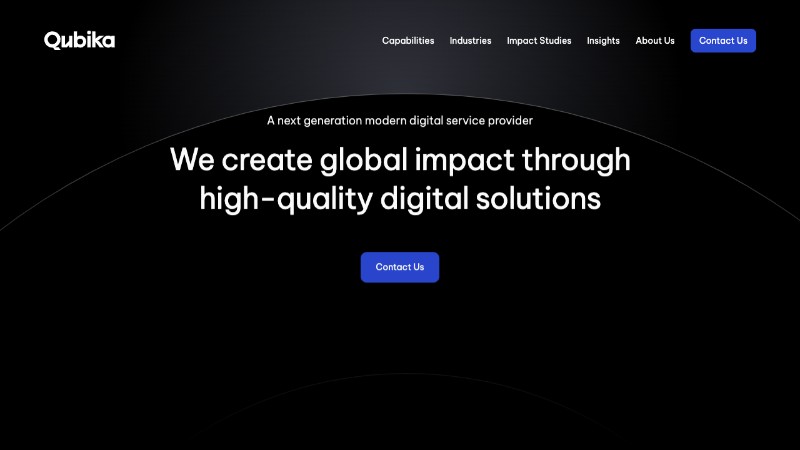 Qubika
Capabilities
Industries
Impact Studies
Insights
About Us
Contact Us
A next generation modern digital service provider
We create global impact through
high-quality digital solutions
Contact Us